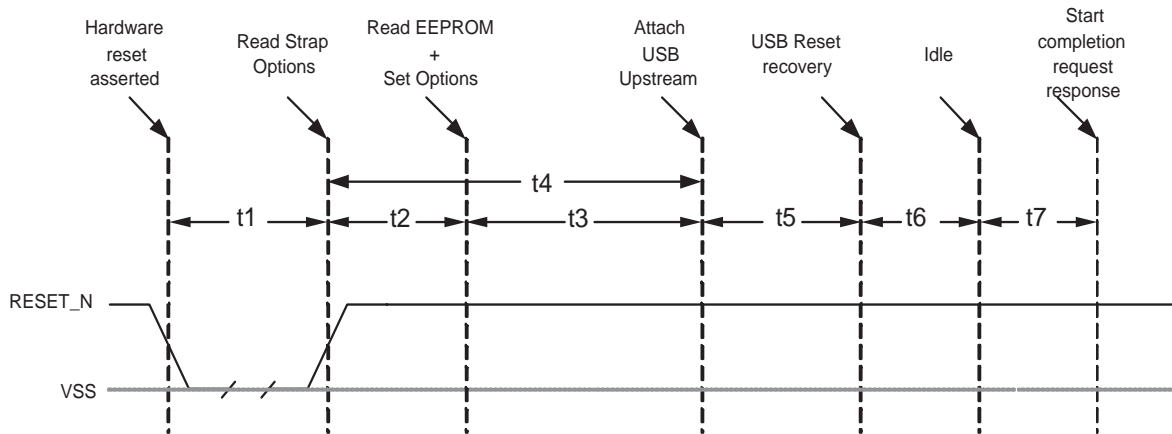 Hardware
reset
asserted
Read Strap
Options
Read EEPROM
+
Set Options
Attach
USB
Upstream
USB Reset
recovery
Idle
Start
completion
request
response
t4
t1
t2
t3
t5
t6
t7
RESET_N
VSS